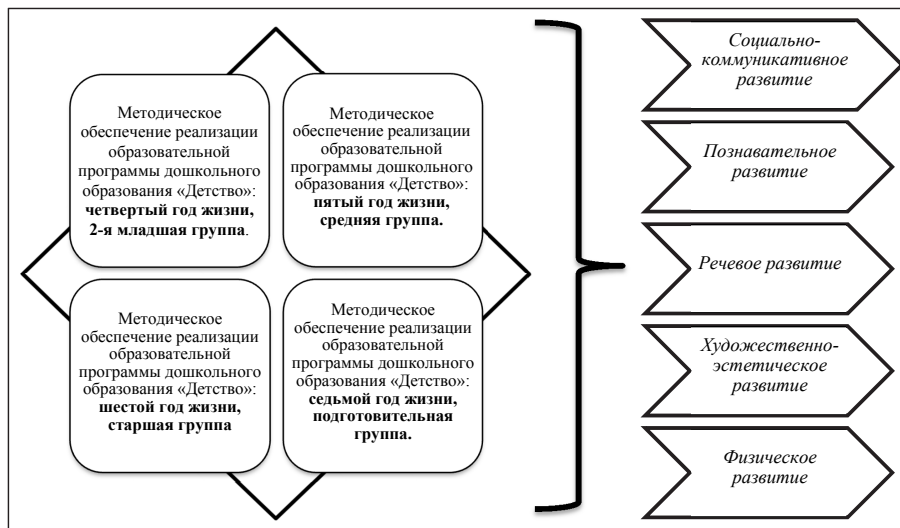 Методическое
обеспечение реализации
образовательной
программы дошкольного
образования «Детство»:
четвертый год жизни,
2-я младшая группа.
Методическое
обеспечение реализации
образовательной
программы дошкольного
образования «Детство»:
пятый год жизни,
средняя группа.
Методическое
обеспечение реализации
образовательной
программы дошкольного
образования «Детство»:
шестой год жизни,
старшая группа
Методическое
обеспечение реализации
образовательной
программы дошкольного
образования «Детство»:
седьмой год жизни,
подготовительная
группа.
Социально-
коммуникативное
развитие
Познавательное
развитие
Речевое развитие
Художественно-
эстетическое
развитие
Физическое
развитие